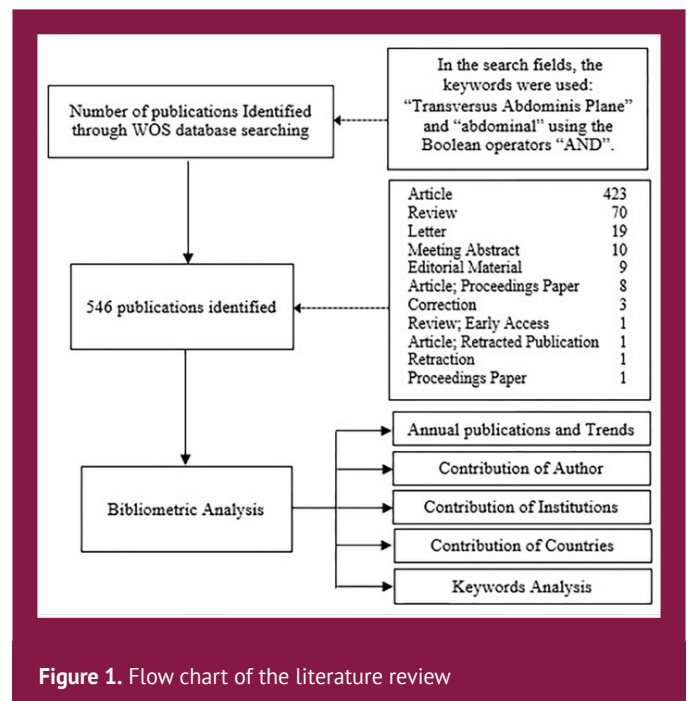 Number of publications Identified
through WOS database searching
In the search fields, the
keywords were used:
“Transversus Abdominis Plane”
and “abdominal” using the
Boolean operators “AND”.
546 publications identified
Article 423
Review 70
Letter 19
Meeting Abstract 10
Editorial Material 9
Article; Proceedings Paper 8
Correction 3
Review; Early Access 1
Article; Retracted Publication 1
Retraction 1
Proceedings Paper 1
Bibliometric Analysis
Annual publications and Trends
Contribution of Author
Contribution of Institutions
Contribution of Countries
Keywords Analysis
Figure 1. Flow chart of the literature review